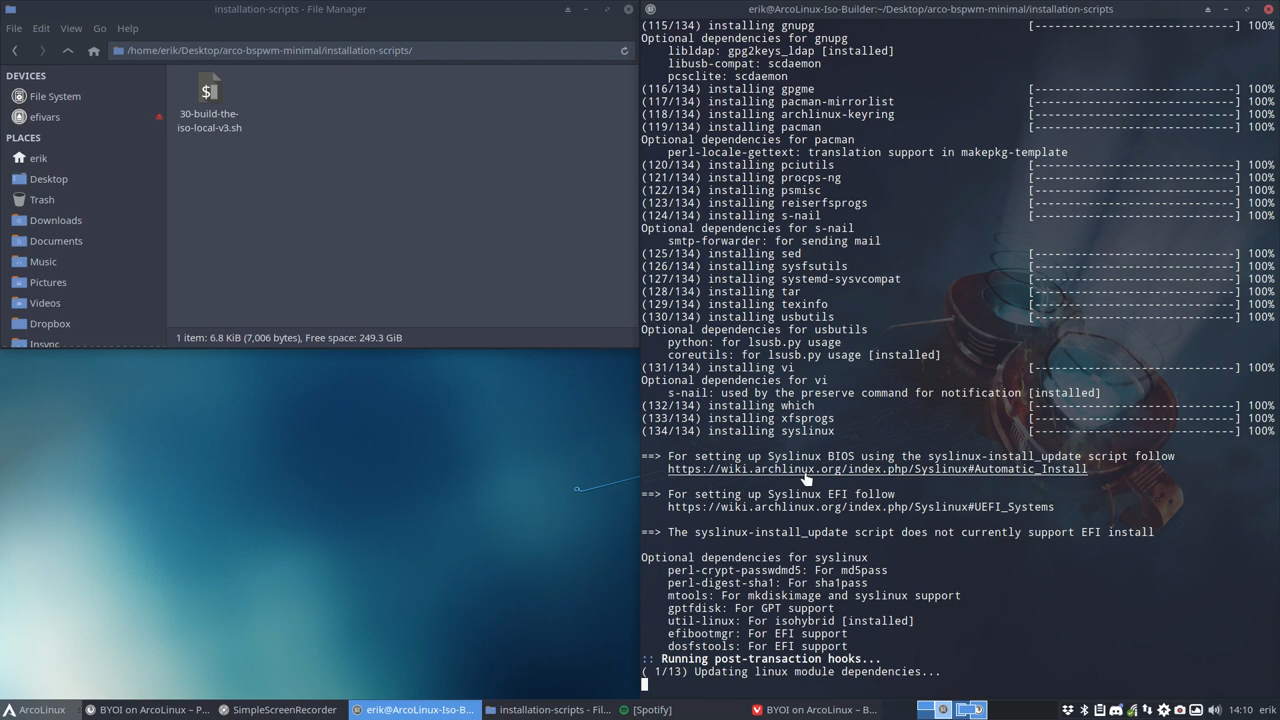 installation-scripts - File Manager
File Edit View Go Help
/home/erik/Desktop/arco-bspwm-minimal/installation-scripts/
DEVICES
File System
efivars
PLACES
erik
Desktop
Trash
Downloads
Documents
Music
Pictures
Videos
Dropbox
Insync
30-build-the-
iso-local-v3.sh
1 item: 6.8 KiB (7,006 bytes), Free space: 249.3 GiB
erik@ArcoLinux-Iso-Builder:~/Desktop/arco-bspwm-minimal/installation-scripts
(115/134) installing gnupg [----------------------------------] 100%
Optional dependencies for gnupg
libldap: gpg2keys_ldap [installed]
libusb-compat: scdaemon
pcsclite: scdaemon
(116/134) installing gpgme [----------------------------------] 100%
(117/134) installing pacman-mirrorlist [----------------------------------] 100%
(118/134) installing archlinux-keyring [----------------------------------] 100%
(119/134) installing pacman [----------------------------------] 100%
Optional dependencies for pacman
perl-locale-gettext: translation support in makepkg-template
(120/134) installing pciutils [----------------------------------] 100%
(121/134) installing procps-ng [----------------------------------] 100%
(122/134) installing psmisc [----------------------------------] 100%
(123/134) installing reiserfsprogs [----------------------------------] 100%
(124/134) installing s-nail [----------------------------------] 100%
Optional dependencies for s-nail
smtp-forwarder: for sending mail
(125/134) installing sed [----------------------------------] 100%
(126/134) installing sysfsutils [----------------------------------] 100%
(127/134) installing systemd-sysvcompat [----------------------------------] 100%
(128/134) installing tar [----------------------------------] 100%
(129/134) installing texinfo [----------------------------------] 100%
(130/134) installing usbutils [----------------------------------] 100%
Optional dependencies for usbutils
python: for lsusb.py usage
coreutils: for lsusb.py usage [installed]
(131/134) installing vi [----------------------------------] 100%
Optional dependencies for vi
s-nail: used by the preserve command for notification [installed]
(132/134) installing which [----------------------------------] 100%
(133/134) installing xfsprogs [----------------------------------] 100%
(134/134) installing syslinux [----------------------------------] 100%
==> For setting up Syslinux BIOS using the syslinux-install_update script follow
https://wiki.archlinux.org/index.php/Syslinux#Automatic_Install
==> For setting up Syslinux EFI follow
https://wiki.archlinux.org/index.php/Syslinux#UEFI_Systems
==> The syslinux-install_update script does not currently support EFI install
Optional dependencies for syslinux
perl-crypt-passwdmd5: For md5pass
perl-digest-sha1: For sha1pass
mtools: For mkdiskimage and syslinux support
gptfdisk: For GPT support
util-linux: For isohybrid [installed]
efibootmgr: For EFI support
dosfstools: For EFI support
:: Running post-transaction hooks...
( 1/13) Updating linux module dependencies...
ArcoLinux BYOI on ArcoLinux – P... SimpleScreenRecorder erik@ArcoLinux-Iso-B... installation-scripts - Fil... [Spotify] BYOI on ArcoLinux – B... 14:10 erik